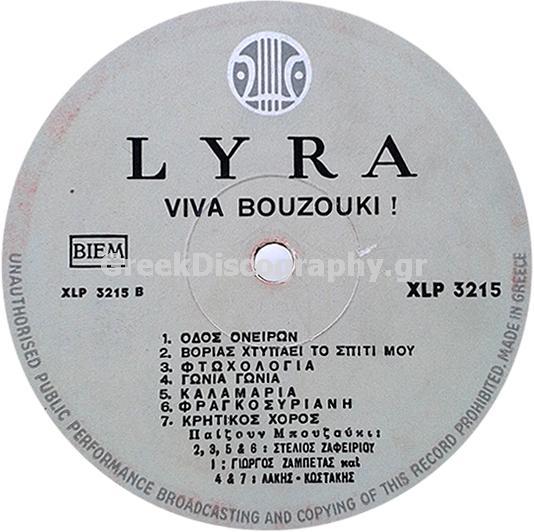 LYRA
VIVA BOUZOUKI !
BIEM
GreekDiscography.gr
XLP 3215 B
XLP 3215
1. ΟΔΟΣ ΟΝΕΙΡΩΝ
2. ΒΟΡΙΑΣ ΧΤΥΠΑΕΙ ΤΟ ΣΠΙΤΙ ΜΟΥ
3. ΦΤΩΧΟΛΟΓΙΑ
4. ΓΩΝΙΑ ΓΩΝΙΑ
5. ΚΑΛΑΜΑΡΙΑ
6. ΦΡΑΓΚΟΣΥΡΙΑΝΗ
7. ΚΡΗΤΙΚΟΣ ΧΟΡΟΣ
Παίζουν Μπουζούκι:
2, 3, 5 & 6 : ΣΤΕΛΙΟΣ ΖΑΦΕΙΡΙΟΥ
1 : ΓΙΩΡΓΟΣ ΖΑΜΠΕΤΑΣ καὶ
4 & 7 : ΛΑΚΗΣ - ΚΩΣΤΑΚΗΣ
UNAUTHORISED PUBLIC PERFORMANCE BROADCASTING AND COPYING OF THIS RECORD PROHIBITED. MADE IN GREECE